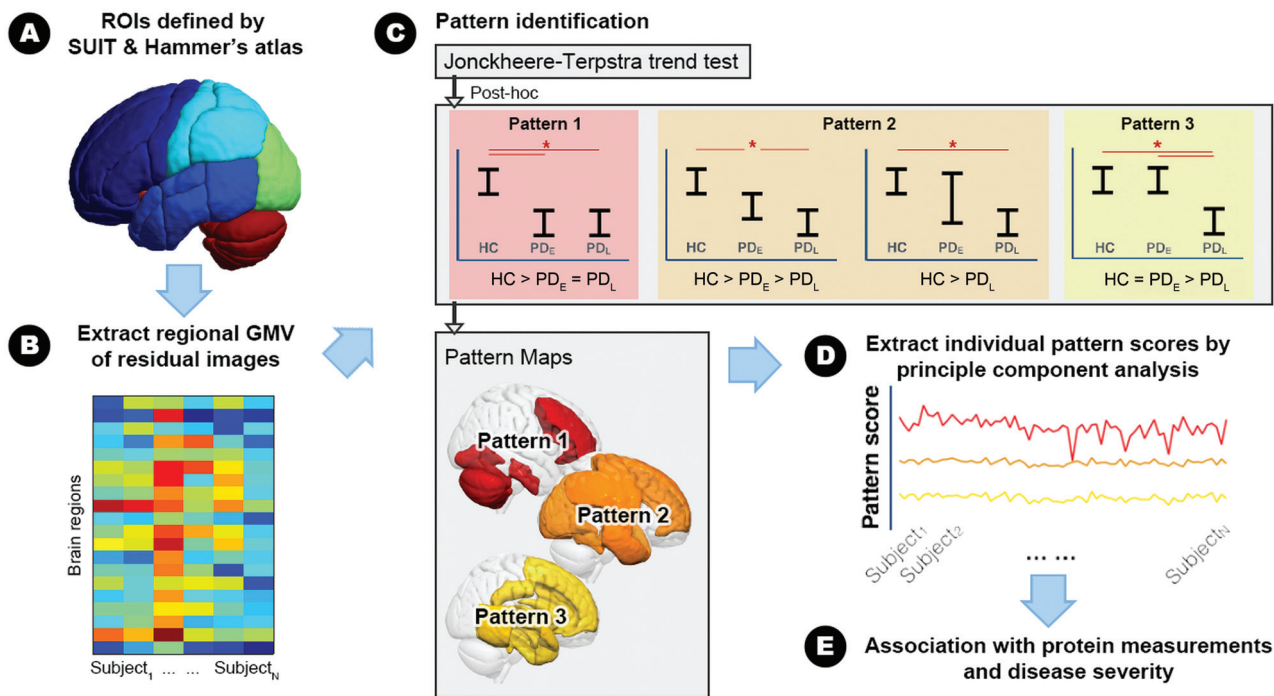 A
ROIs defined by
SUIT & Hammer's atlas
B
Extract regional GMV
of residual images
Brain regions
Subject1 ... ... SubjectN
C
Pattern identification
Jonckheere-Terpstra trend test
Post-hoc
Pattern 1
*
HC PDE PDL
HC > PDE = PDL
Pattern 2
*
HC PDE PDL
HC > PDE > PDL
*
HC PDE PDL
HC > PDL
Pattern 3
*
HC PDE PDL
HC = PDE > PDL
Pattern Maps
Pattern 1
Pattern 2
Pattern 3
D
Extract individual pattern scores by
principle component analysis
Pattern score
Subject1
Subject2
... ...
SubjectN
E
Association with protein measurements
and disease severity